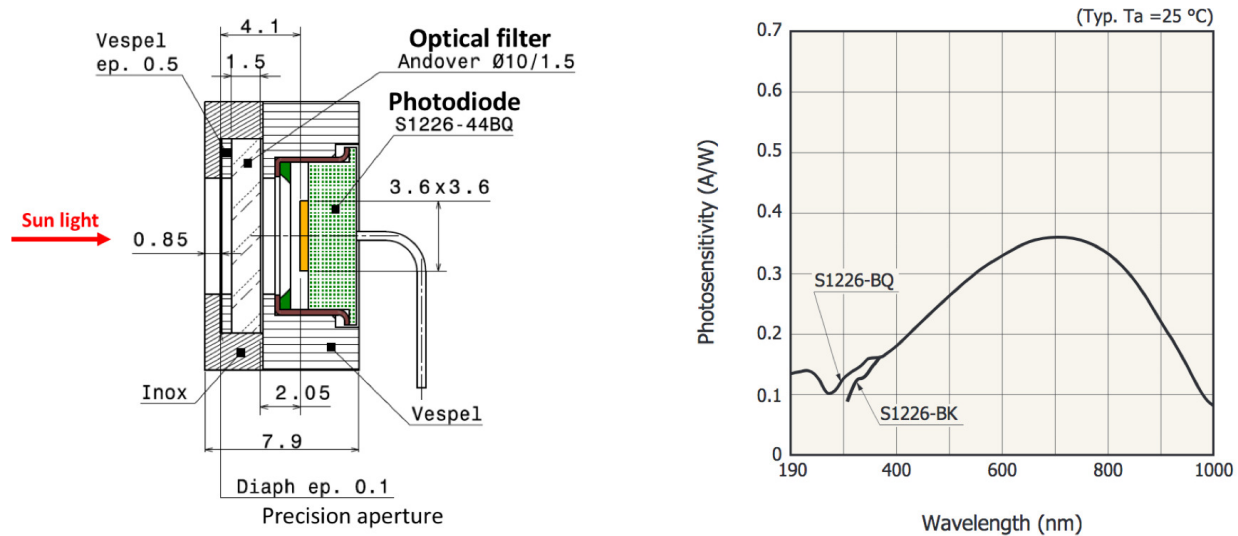 4.1
Vespel
ep. 0.5
1.5
Optical filter
Andover Ø10/1.5
Photodiode
S1226-44BQ
3.6x3.6
Sun light
0.85
Inox
2.05
Vespel
7.9
Diaph ep. 0.1
Precision aperture
(Typ. Ta =25 °C)
0.7
0.6
0.5
0.4
0.3
0.2
0.1
0
Photosensitivity (A/W)
S1226-BQ
S1226-BK
190
400
600
800
1000
Wavelength (nm)